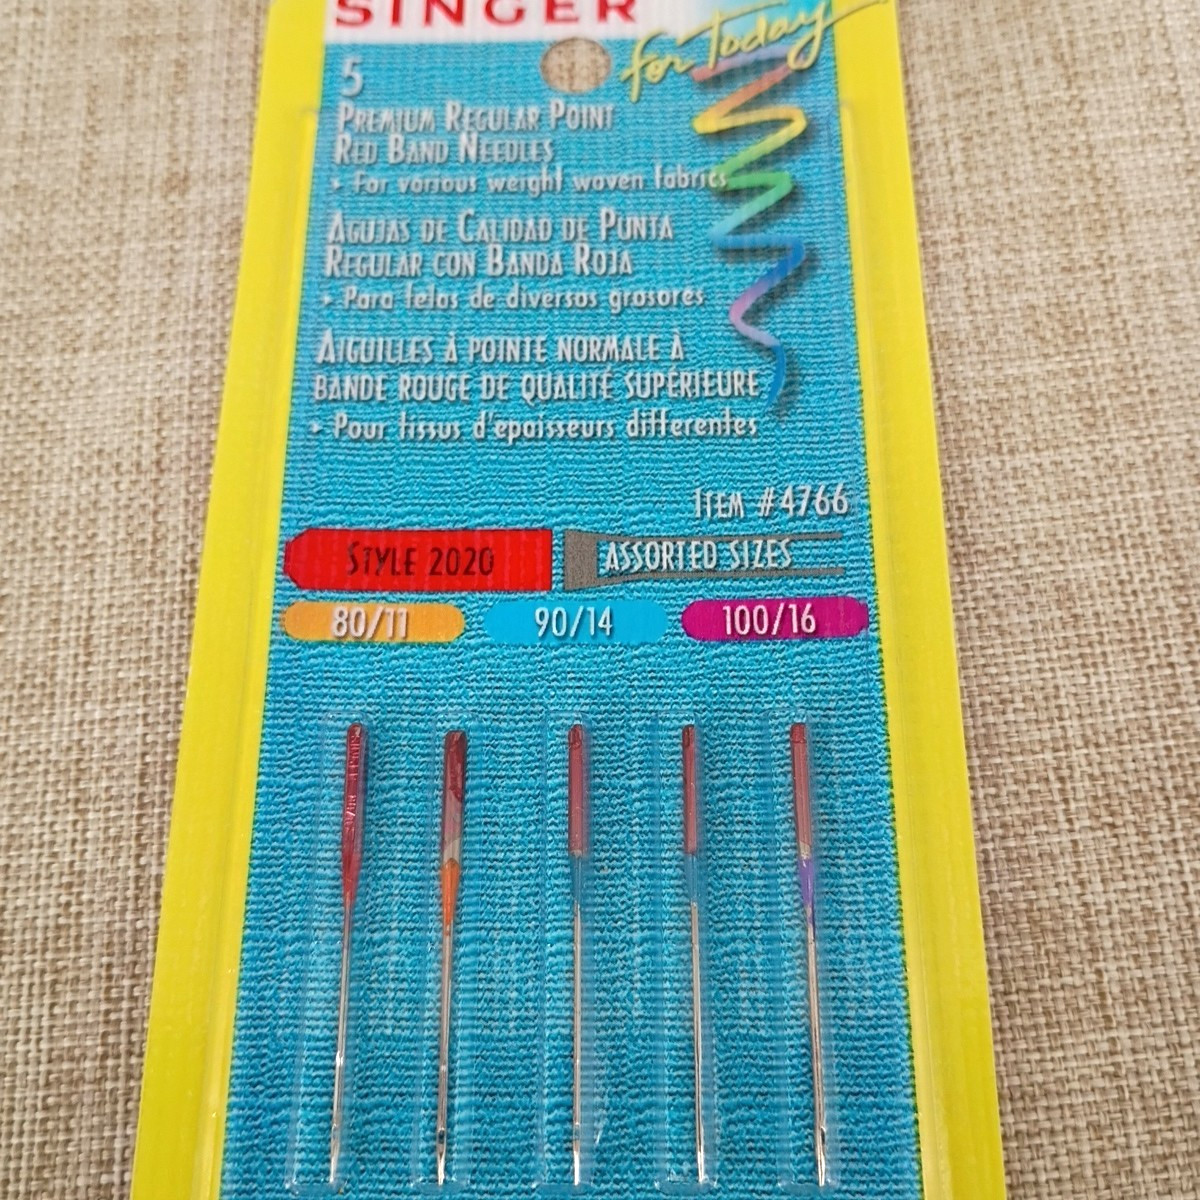 SINGER
for Today
5
PREMIUM REGULAR POINT
RED BAND NEEDLES
• For various weight woven fabrics
AGUJAS DE CALIDAD DE PUNTA
REGULAR CON BANDA ROJA
• Para telas de diversos grosores
AIGUILLES À POINTE NORMALE À
BANDE ROUGE DE QUALITÉ SUPÉRIEURE
• Pour tissus d'épaisseurs differentes
ITEM #4766
STYLE 2020
ASSORTED SIZES
80/11 90/14 100/16